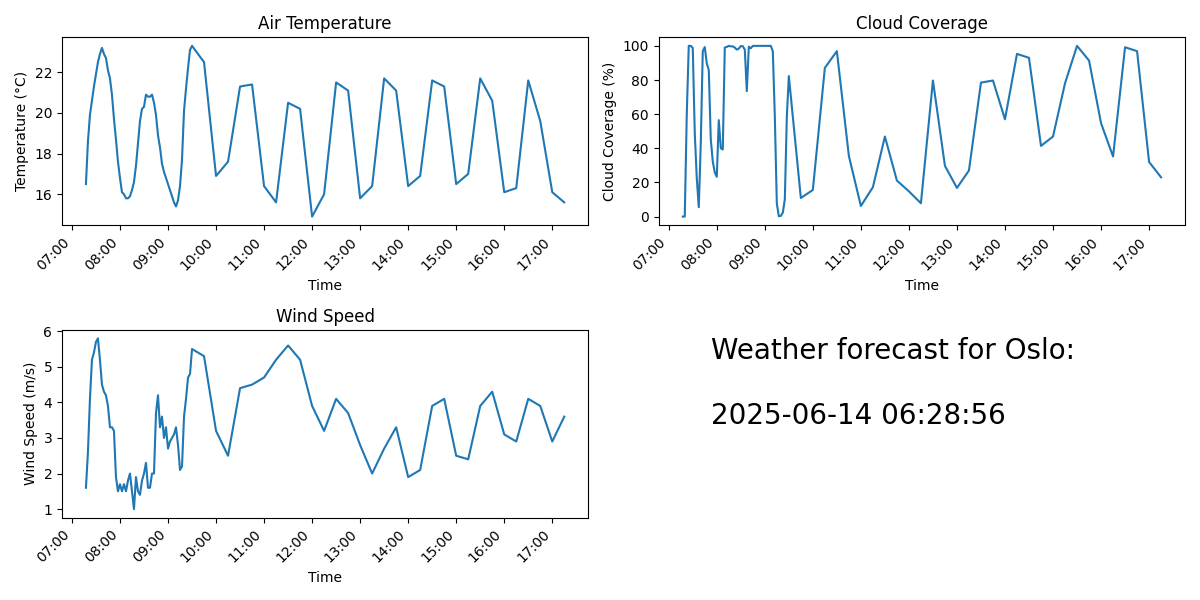 Air Temperature
Temperature (°C)
22
20
18
16
07:00 08:00 09:00 10:00 11:00 12:00 13:00 14:00 15:00 16:00 17:00
Time
Cloud Coverage
Cloud Coverage (%)
100
80
60
40
20
0
07:00 08:00 09:00 10:00 11:00 12:00 13:00 14:00 15:00 16:00 17:00
Time
Wind Speed
Wind Speed (m/s)
6
5
4
3
2
1
07:00 08:00 09:00 10:00 11:00 12:00 13:00 14:00 15:00 16:00 17:00
Time
Weather forecast for Oslo:
2025-06-14 06:28:56